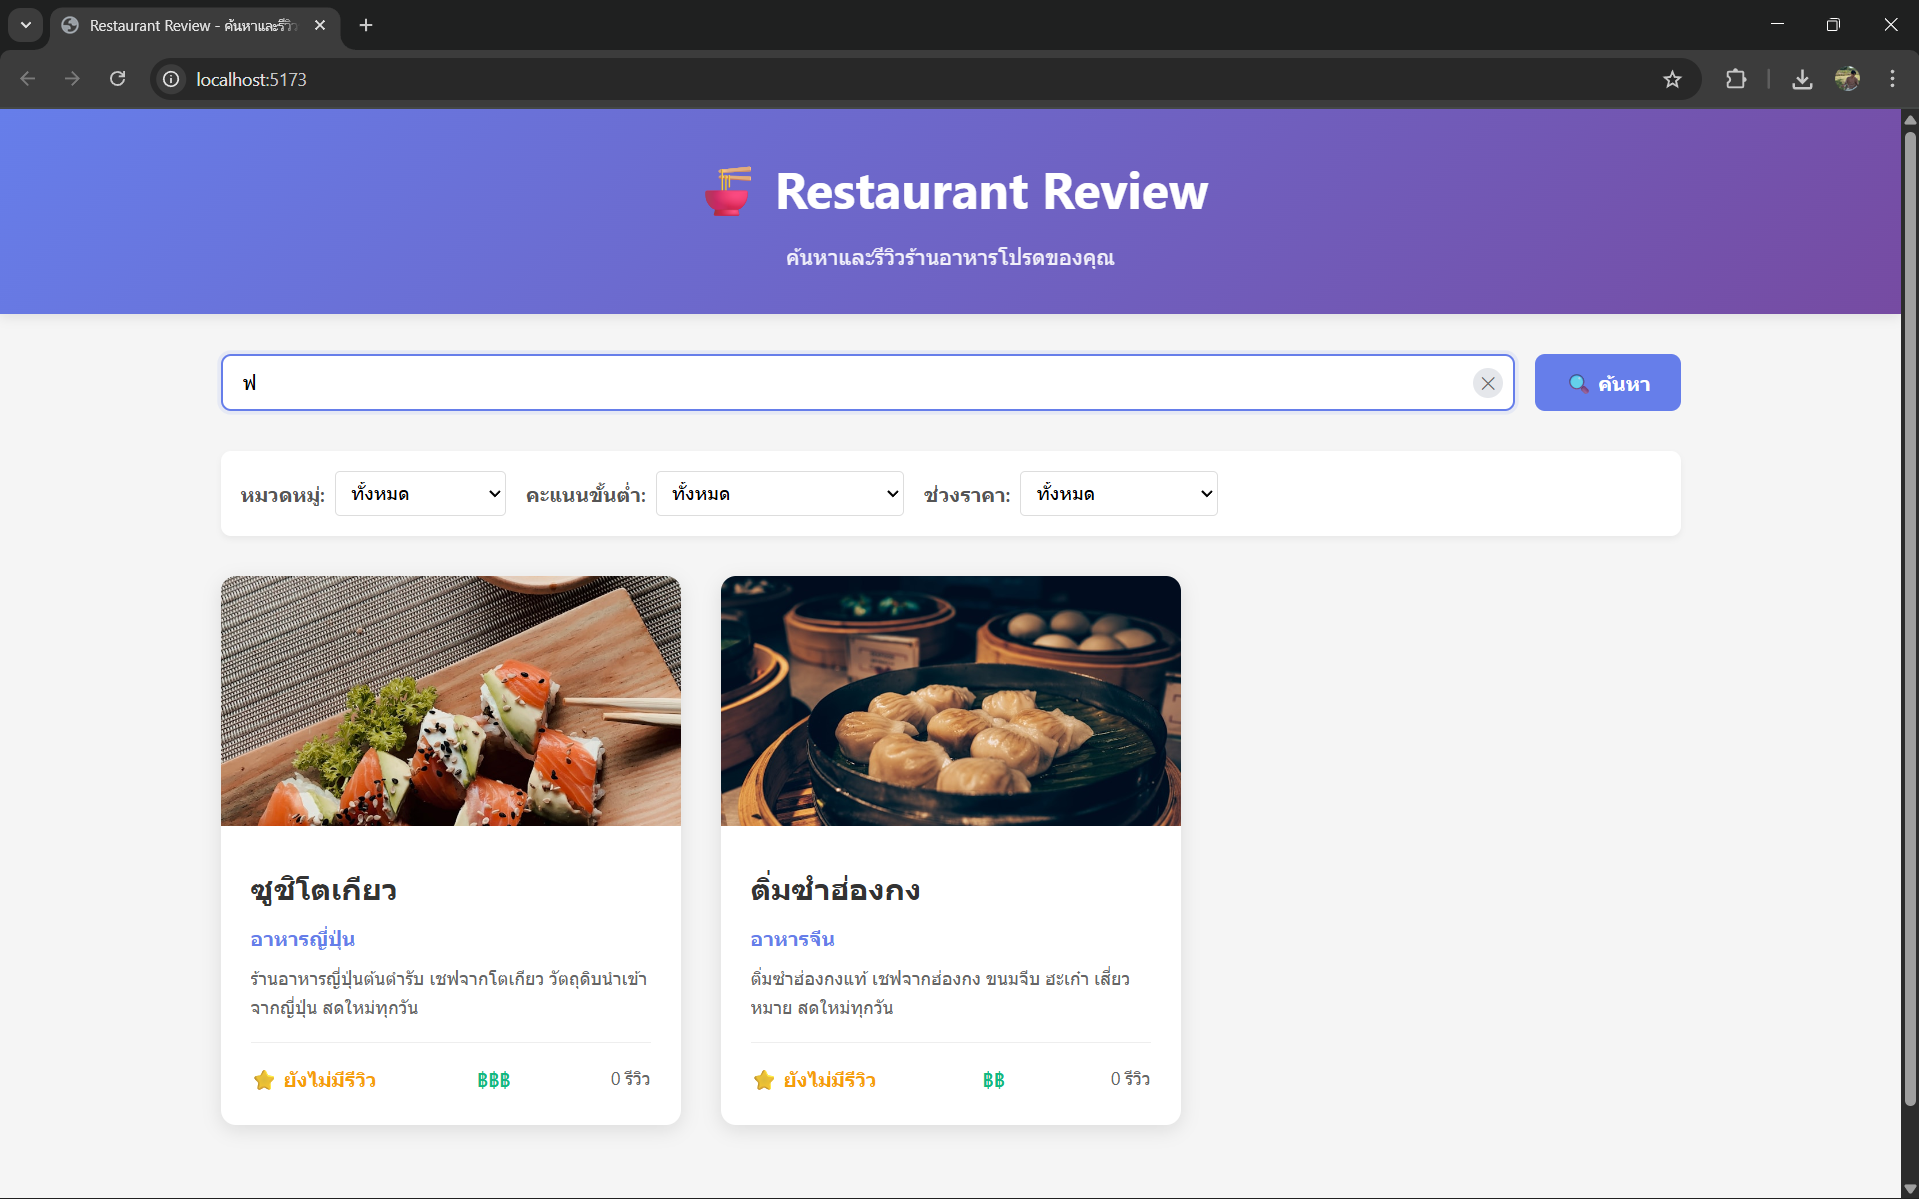 Restaurant Review - ค้นหาและรีวิว
localhost:5173
Restaurant Review
ค้นหาและรีวิวร้านอาหารโปรดของคุณ
ฟ
ค้นหา
หมวดหมู่: ทั้งหมด คะแนนขั้นต่ำ: ทั้งหมด ช่วงราคา: ทั้งหมด
ซูชิโตเกียว
อาหารญี่ปุ่น
ร้านอาหารญี่ปุ่นต้นตำรับ เชฟจากโตเกียว วัตถุดิบนำเข้า
จากญี่ปุ่น สดใหม่ทุกวัน
ยังไม่มีรีวิว ฿฿฿ 0 รีวิว
ติ่มซำฮ่องกง
อาหารจีน
ติ่มซำฮ่องกงแท้ เชฟจากฮ่องกง ขนมจีบ ฮะเก๋า เสี่ยว
หมาย สดใหม่ทุกวัน
ยังไม่มีรีวิว ฿฿ 0 รีวิว